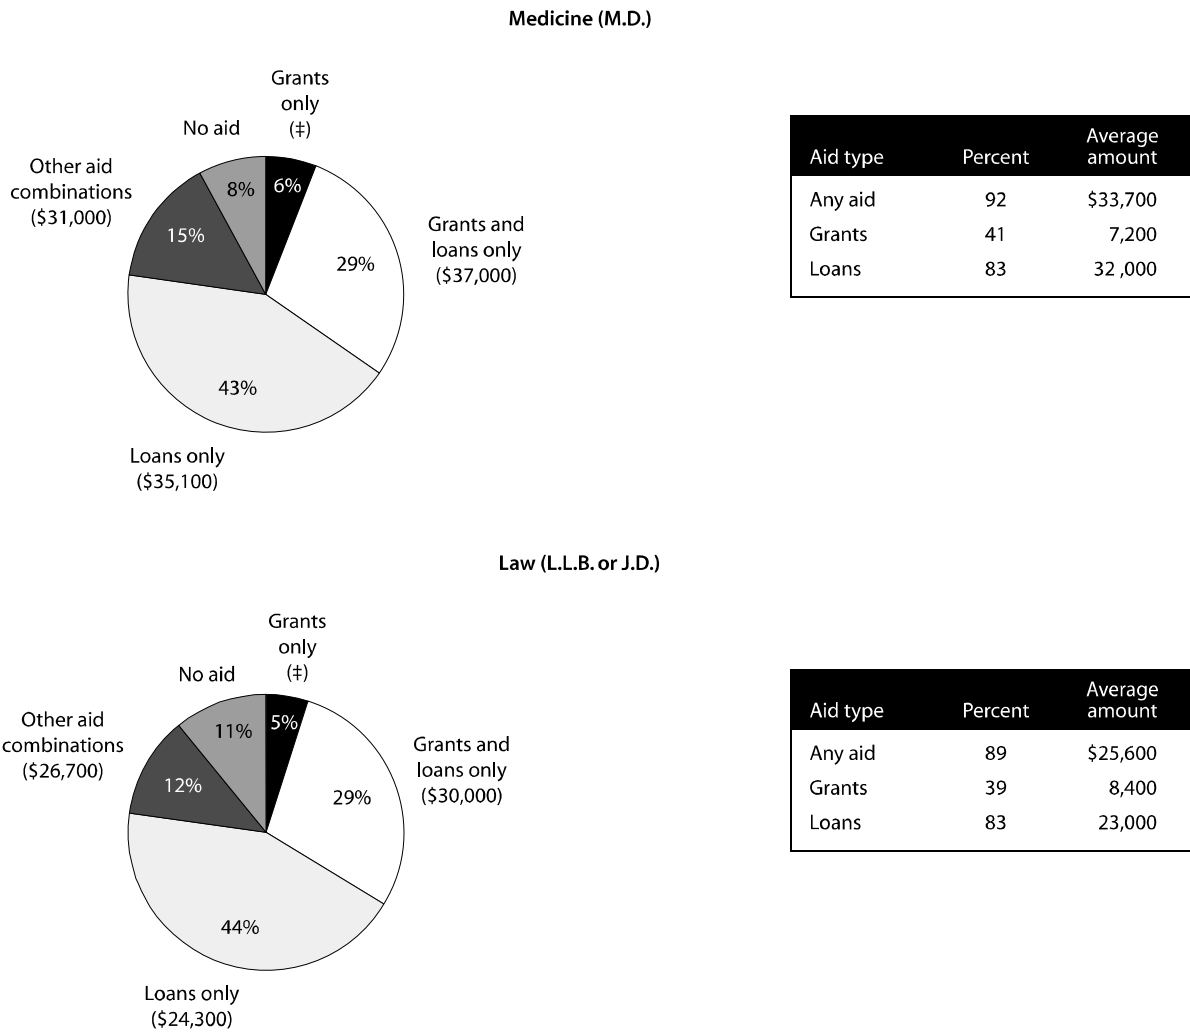 Medicine (M.D.)
Grants
only
(‡)
No aid
Other aid
combinations
($31,000)
8%
6%
15%
29%
Grants and
loans only
($37,000)
43%
Loans only
($35,100)
Aid type Percent Average amount
Any aid 92 $33,700
Grants 41 7,200
Loans 83 32 ,000
Law (L.L.B. or J.D.)
Grants
only
(‡)
No aid
Other aid
combinations
($26,700)
11%
5%
12%
29%
Grants and
loans only
($30,000)
44%
Loans only
($24,300)
Aid type Percent Average amount
Any aid 89 $25,600
Grants 39 8,400
Loans 83 23,000